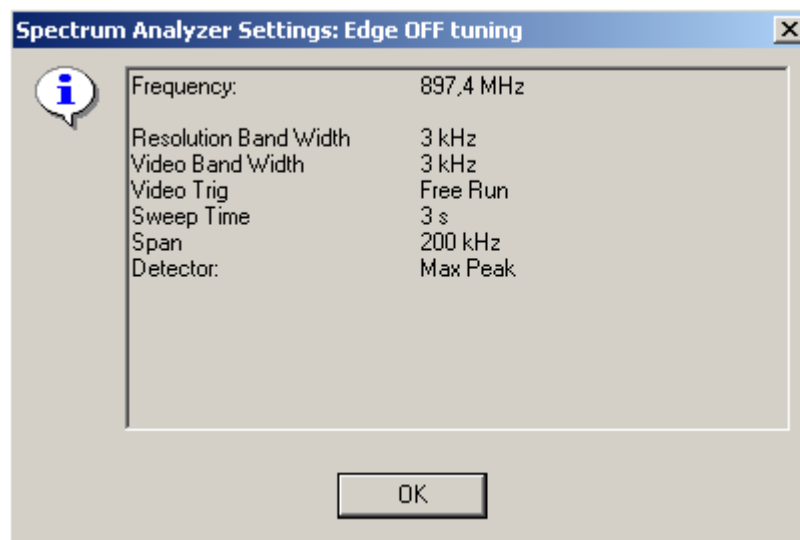 Spectrum Analyzer Settings: Edge OFF tuning
Frequency: 897,4 MHz
Resolution Band Width 3 kHz
Video Band Width 3 kHz
Video Trig Free Run
Sweep Time 3 s
Span 200 kHz
Detector: Max Peak
OK